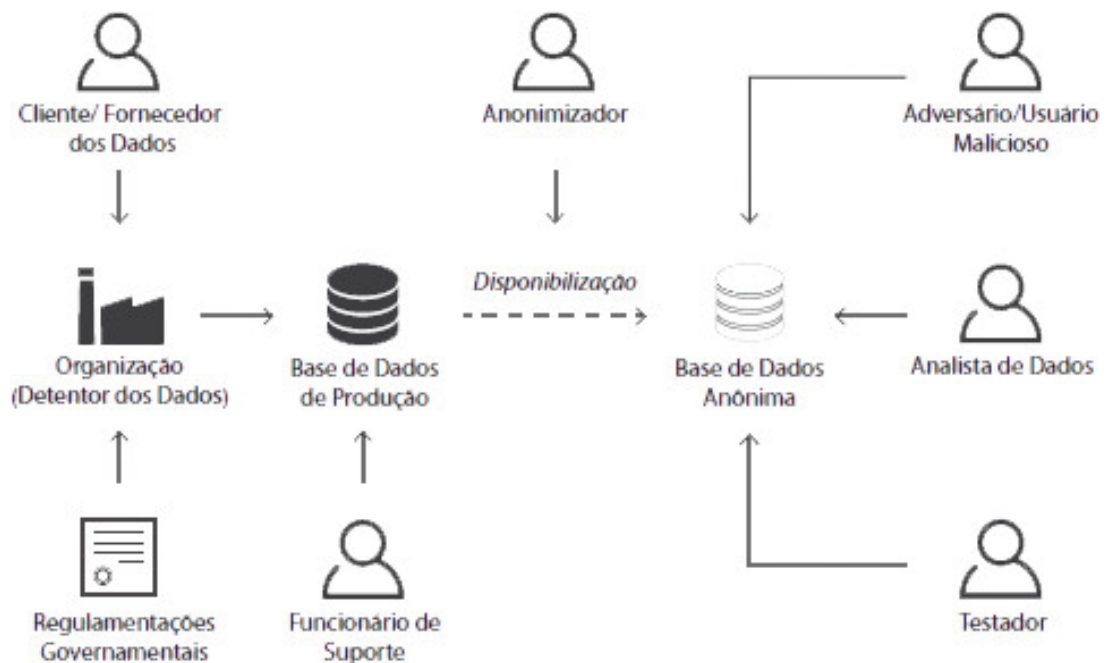 Cliente/ Fornecedor
dos Dados
Anonimizador
Adversário/Usuário
Malicioso
Disponibilização
Organização
(Detentor dos Dados)
Base de Dados
de Produção
Base de Dados
Anônima
Analista de Dados
Regulamentações
Governamentais
Funcionário de
Suporte
Testador